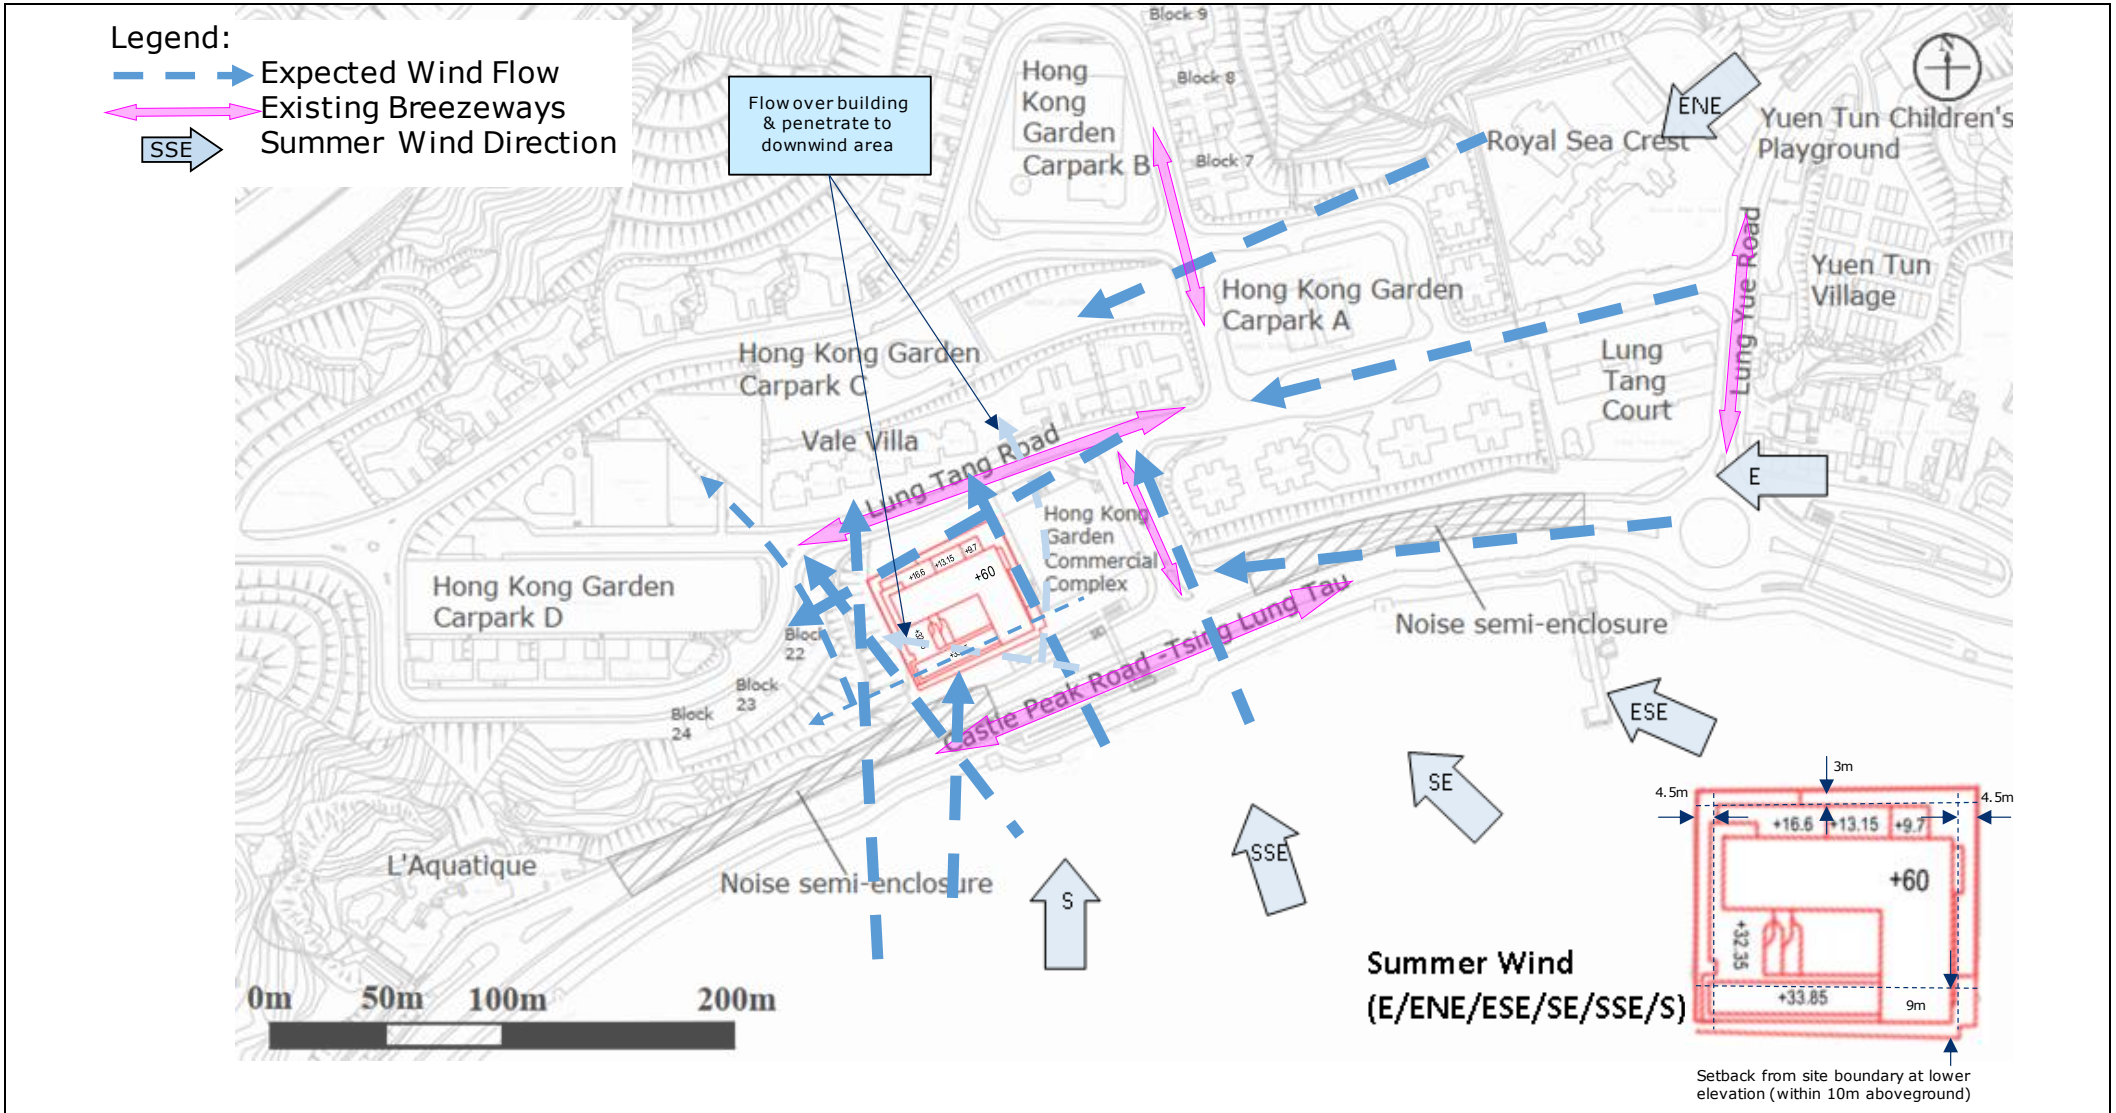 Legend:
Expected Wind Flow
Existing Breezeways
SSE
Summer Wind Direction
Flow over building
& penetrate to
downwind area
Block 9
Block 8
Block 7
Hong
Kong
Garden
Carpark B
ENE
N
Royal Sea Crest
Yuen Tun Children's
Playground
Lung Yue Road
Yuen Tun
Village
Hong Kong Garden
Carpark A
Hong Kong Garden
Carpark C
Lung
Tang
Court
Vale Villa
Lung Tang Road
E
Hong Kong
Garden
Commercial
Complex
+16.6
+13.15
+9.7
+60
Hong Kong Garden
Carpark D
Block
22
Block
23
Block
24
Castle Peak Road -Tsing Lung Tau
Noise semi-enclosure
ESE
SE
SSE
S
L'Aquatique
Noise semi-enclosure
0m
50m
100m
200m
Summer Wind
(E/ENE/ESE/SE/SSE/S)
3m
4.5m
4.5m
+16.6
+13.15
+9.7
+60
+32.35
+33.85
9m
Setback from site boundary at lower
elevation (within 10m aboveground)